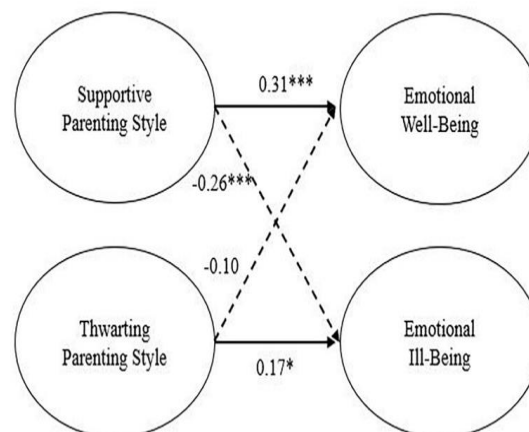 Supportive
Parenting Style
0.31***
Emotional
Well-Being
-0.26***
-0.10
Thwarting
Parenting Style
0.17*
Emotional
Ill-Being